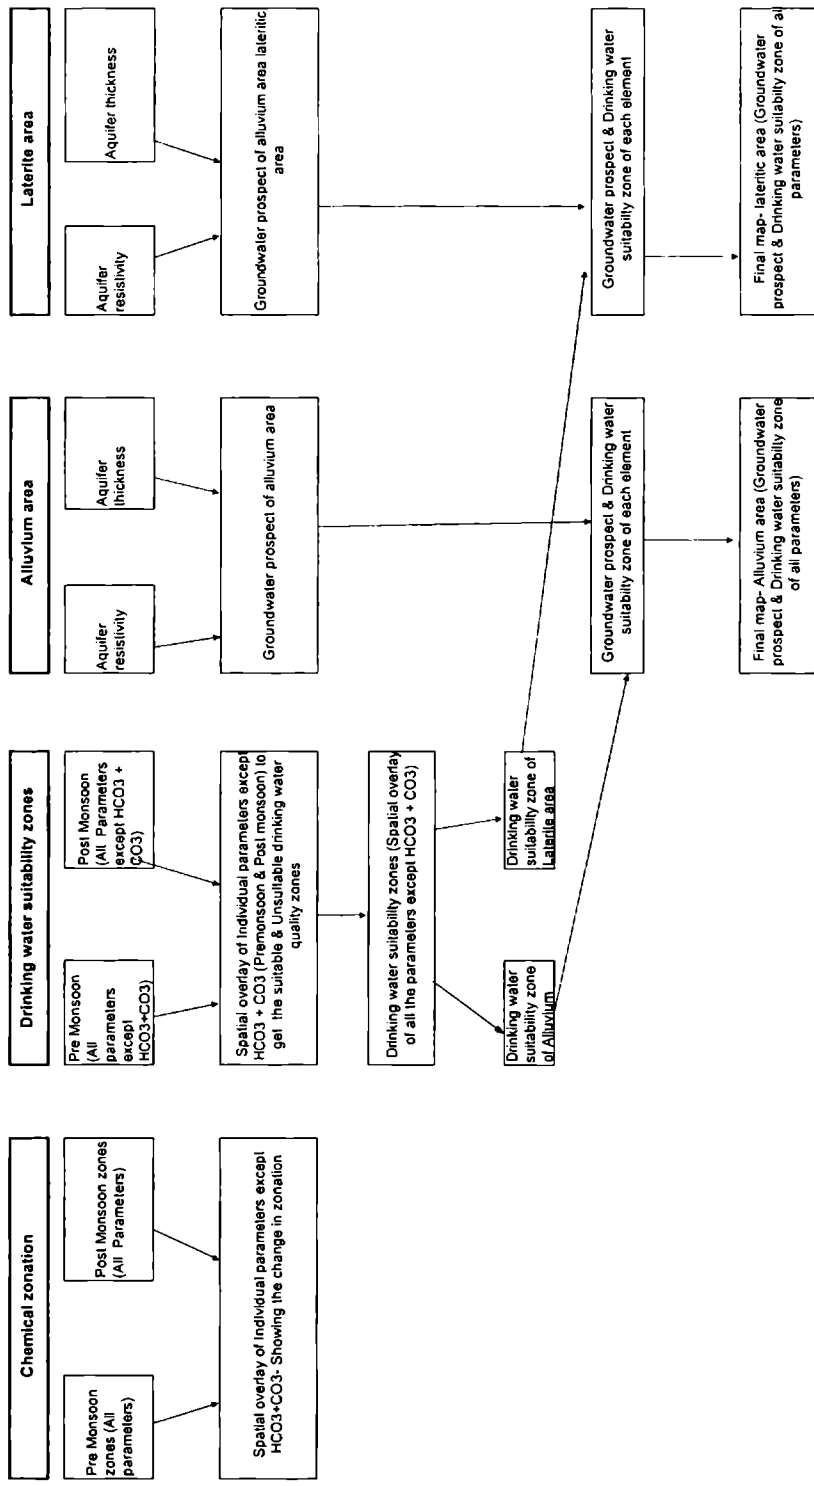 Chemical zonation
Pre Monsoon
zones (All
parameters)
Post Monsoon zones
(All Parameters)
Spatial overlay of Individual parameters except
HCO3+CO3- Showing the change in zonation
Drinking water suitability zones
Pre Monsoon
(All
parameters
except
HCO3+CO3)
Post Monsoon
(All Parameters
except HCO3 +
CO3)
Spatial overlay of Individual parameters except
HCO3 + CO3 (Premonsoon & Post monsoon) to
get the suitable & Unsuitable drinking water
quality zones
Drinking water suitability zones (Spatial overlay
of all the parameters except HCO3 + CO3)
Drinking water
suitability zone
of Alluvium
Drinking water
suitability zone of
Laterite area
Alluvium area
Aquifer
resistivity
Aquifer
thickness
Groundwater prospect of alluvium area
Groundwater prospect & Drinking water
suitabilty zone of each element
Final map- Alluvium area (Groundwater
prospect & Drinking water suitabilty zone
of all parameters)
Laterite area
Aquifer
resistivity
Aquifer thickness
Groundwater prospect of alluvium area lateritic
area
Groundwater prospect & Drinking water
suitabilty zone of each element
Final map- lateritic area (Groundwater
prospect & Drinking water suitabilty zone of all
parameters)